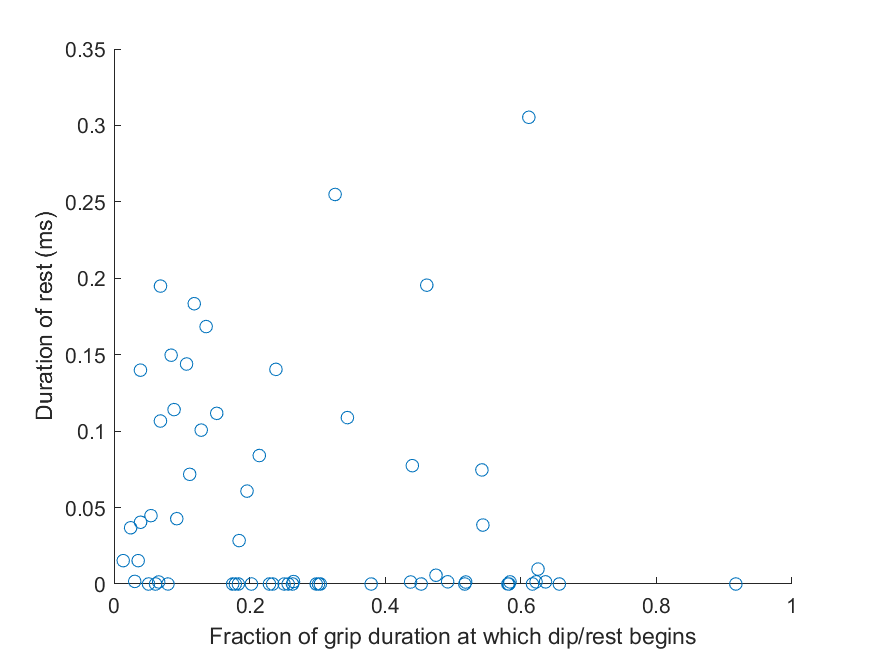 0.35
0.3
0.25
0.2
0.15
0.1
0.05
0
Duration of rest (ms)
0 0.2 0.4 0.6 0.8 1
Fraction of grip duration at which dip/rest begins